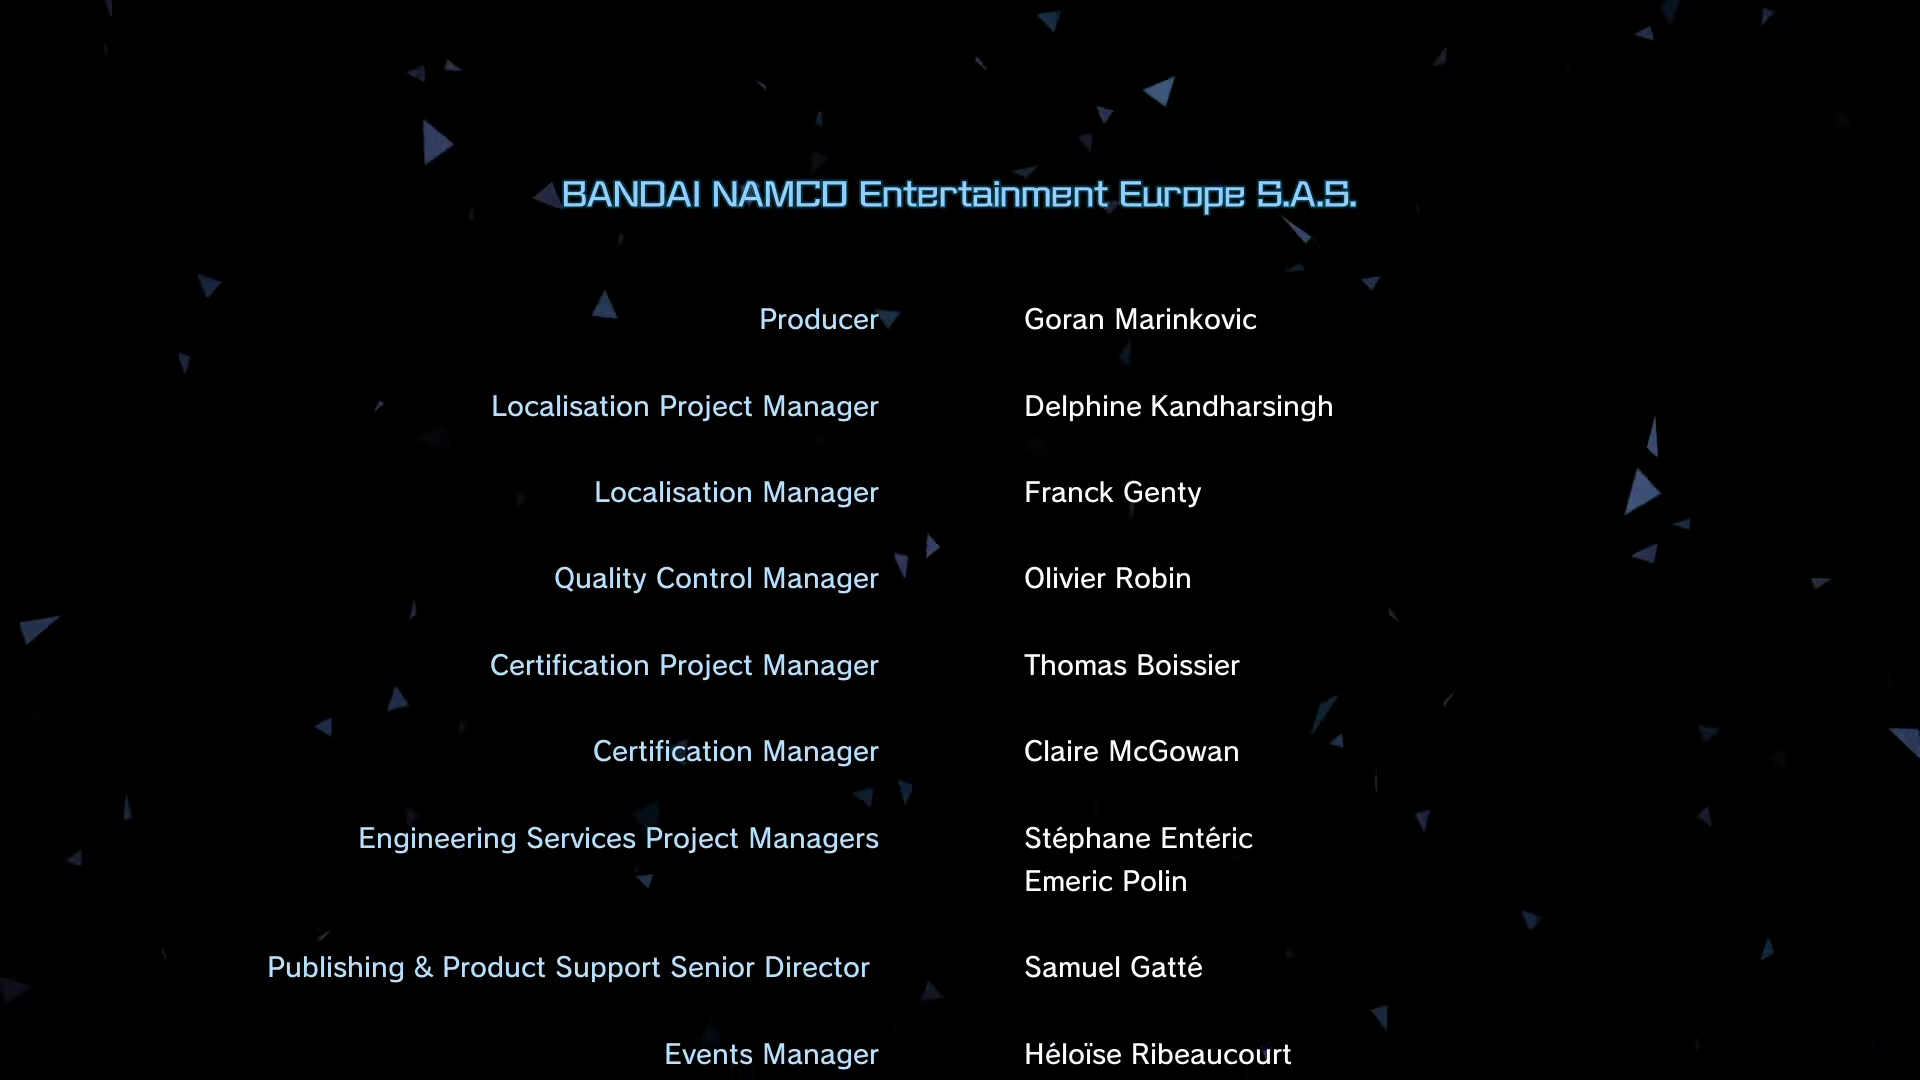 BANDAI NAMCO Entertainment Europe S.A.S.
Producer Goran Marinkovic
Localisation Project Manager Delphine Kandharsingh
Localisation Manager Franck Genty
Quality Control Manager Olivier Robin
Certification Project Manager Thomas Boissier
Certification Manager Claire McGowan
Engineering Services Project Managers Stéphane Entéric
Emeric Polin
Publishing & Product Support Senior Director Samuel Gatté
Events Manager Héloïse Ribeaucourt